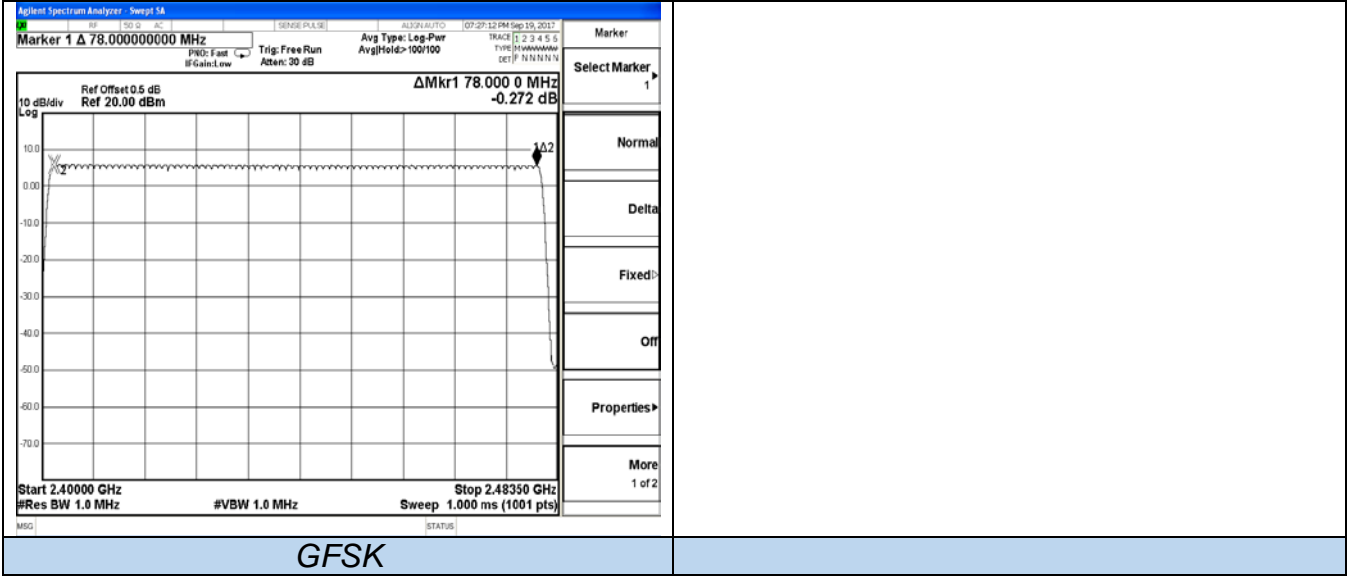 Agilent Spectrum Analyzer - Swept SA
RF 50 Ω AC SENSE:PULSE ALIGN AUTO 07:27:12 PM Sep 19, 2017
Marker 1 Δ 78.000000000 MHz
PNO: Fast
IFGain:Low
Trig: Free Run
Atten: 30 dB
Avg Type: Log-Pwr
Avg|Hold:>100/100
TRACE 1 2 3 4 5 6
TYPE M WWWWW
DET P N N N N N
ΔMkr1 78.000 0 MHz
-0.272 dB
Ref Offset 0.5 dB
10 dB/div Ref 20.00 dBm
Log
10.0
0.00
-10.0
-20.0
-30.0
-40.0
-50.0
-60.0
-70.0
2
1Δ2
Start 2.40000 GHz Stop 2.48350 GHz
#Res BW 1.0 MHz #VBW 1.0 MHz Sweep 1.000 ms (1001 pts)
MSG STATUS
Marker
Select Marker
1
Normal
Delta
Fixed
Off
Properties
More
1 of 2
GFSK